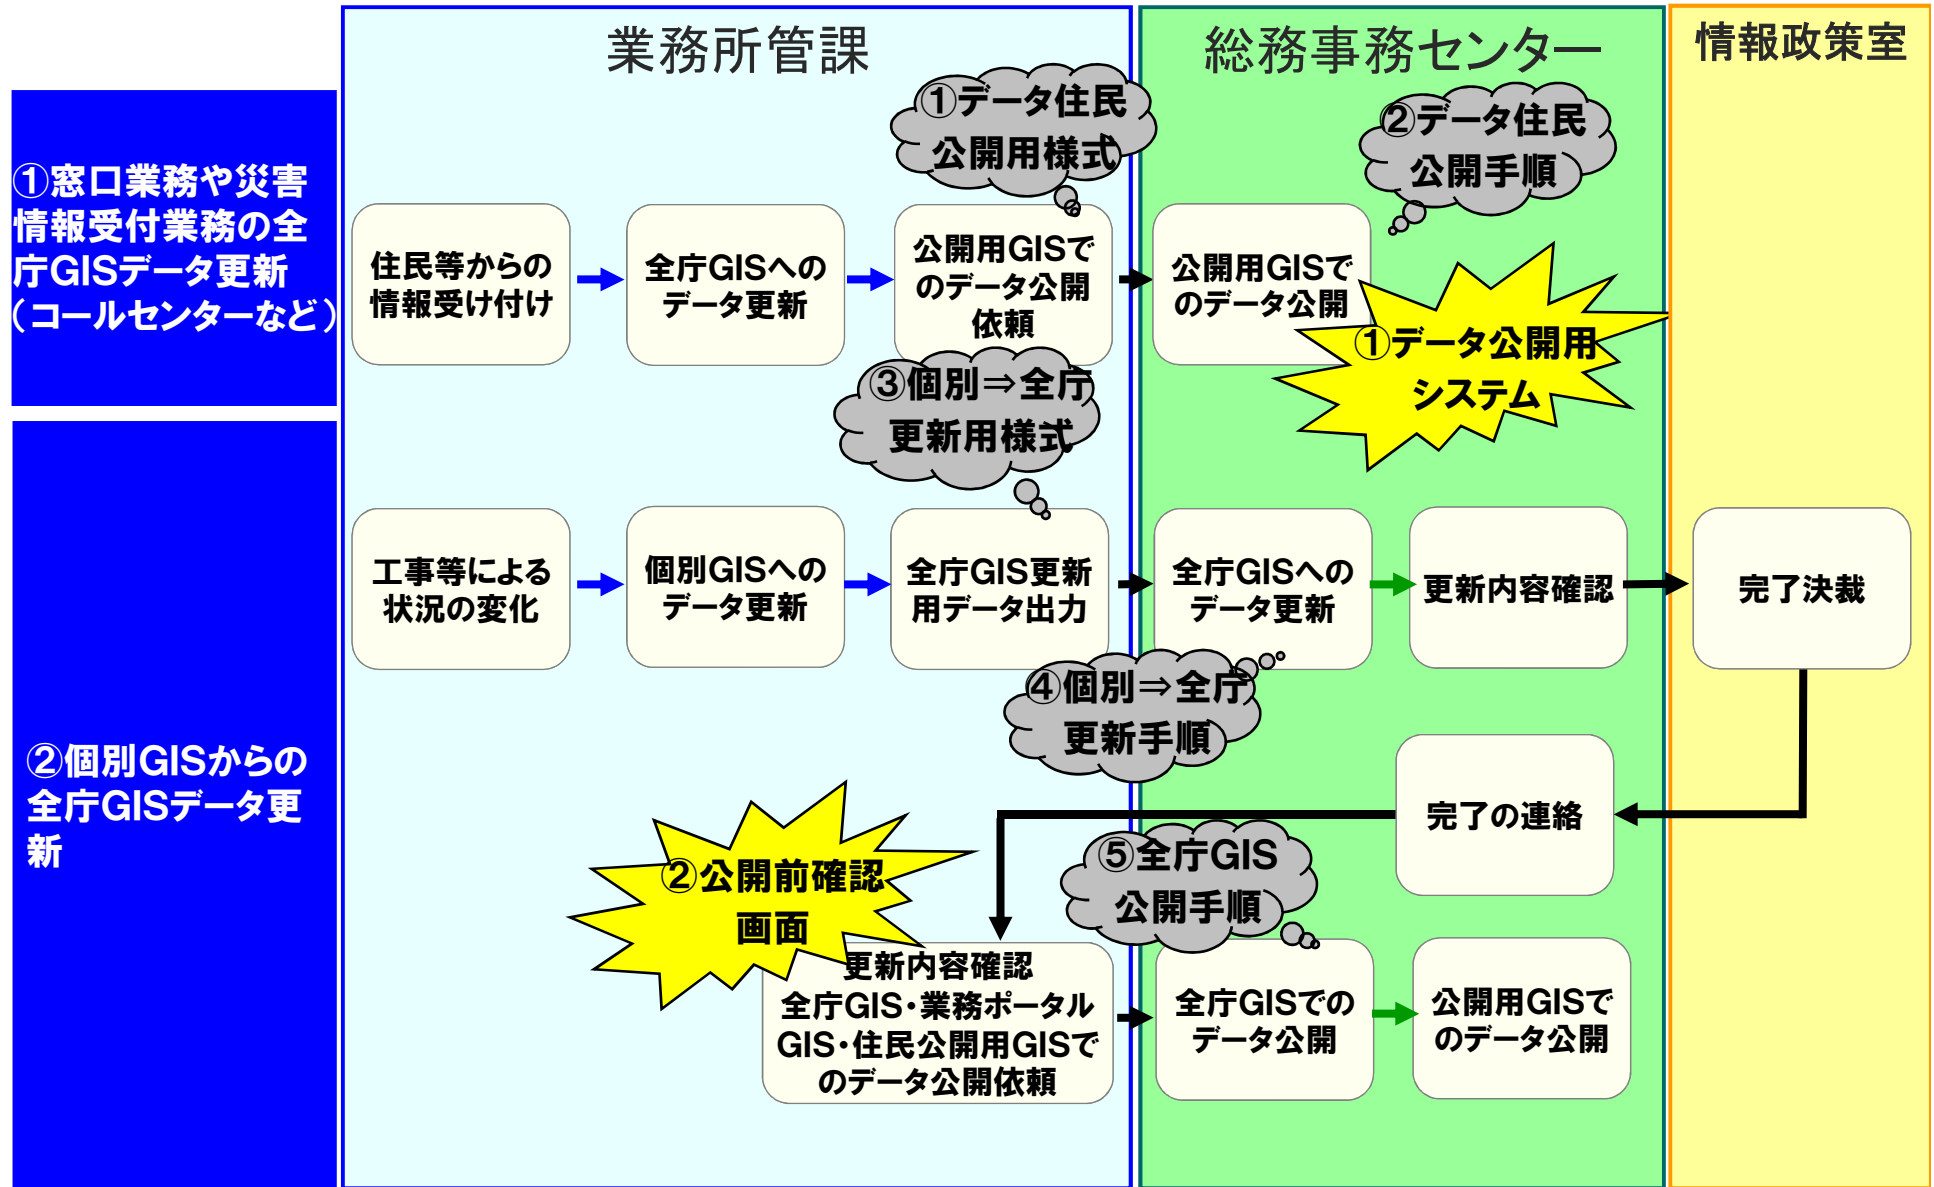 業務所管課
総務事務センター
情報政策室
①窓口業務や災害
情報受付業務の全
庁GISデータ更新
（コールセンターなど）
①データ住民
公開用様式
②データ住民
公開手順
住民等からの
情報受け付け
全庁GISへの
データ更新
公開用GISで
のデータ公開
依頼
公開用GISで
のデータ公開
①データ公開用
システム
③個別⇒全庁
更新用様式
②個別GISからの
全庁GISデータ更
新
工事等による
状況の変化
個別GISへの
データ更新
全庁GIS更新
用データ出力
全庁GISへの
データ更新
更新内容確認
完了決裁
④個別⇒全庁
更新手順
完了の連絡
②公開前確認
画面
⑤全庁GIS
公開手順
更新内容確認
全庁GIS・業務ポータル
GIS・住民公開用GISで
のデータ公開依頼
全庁GISでの
データ公開
公開用GISで
のデータ公開